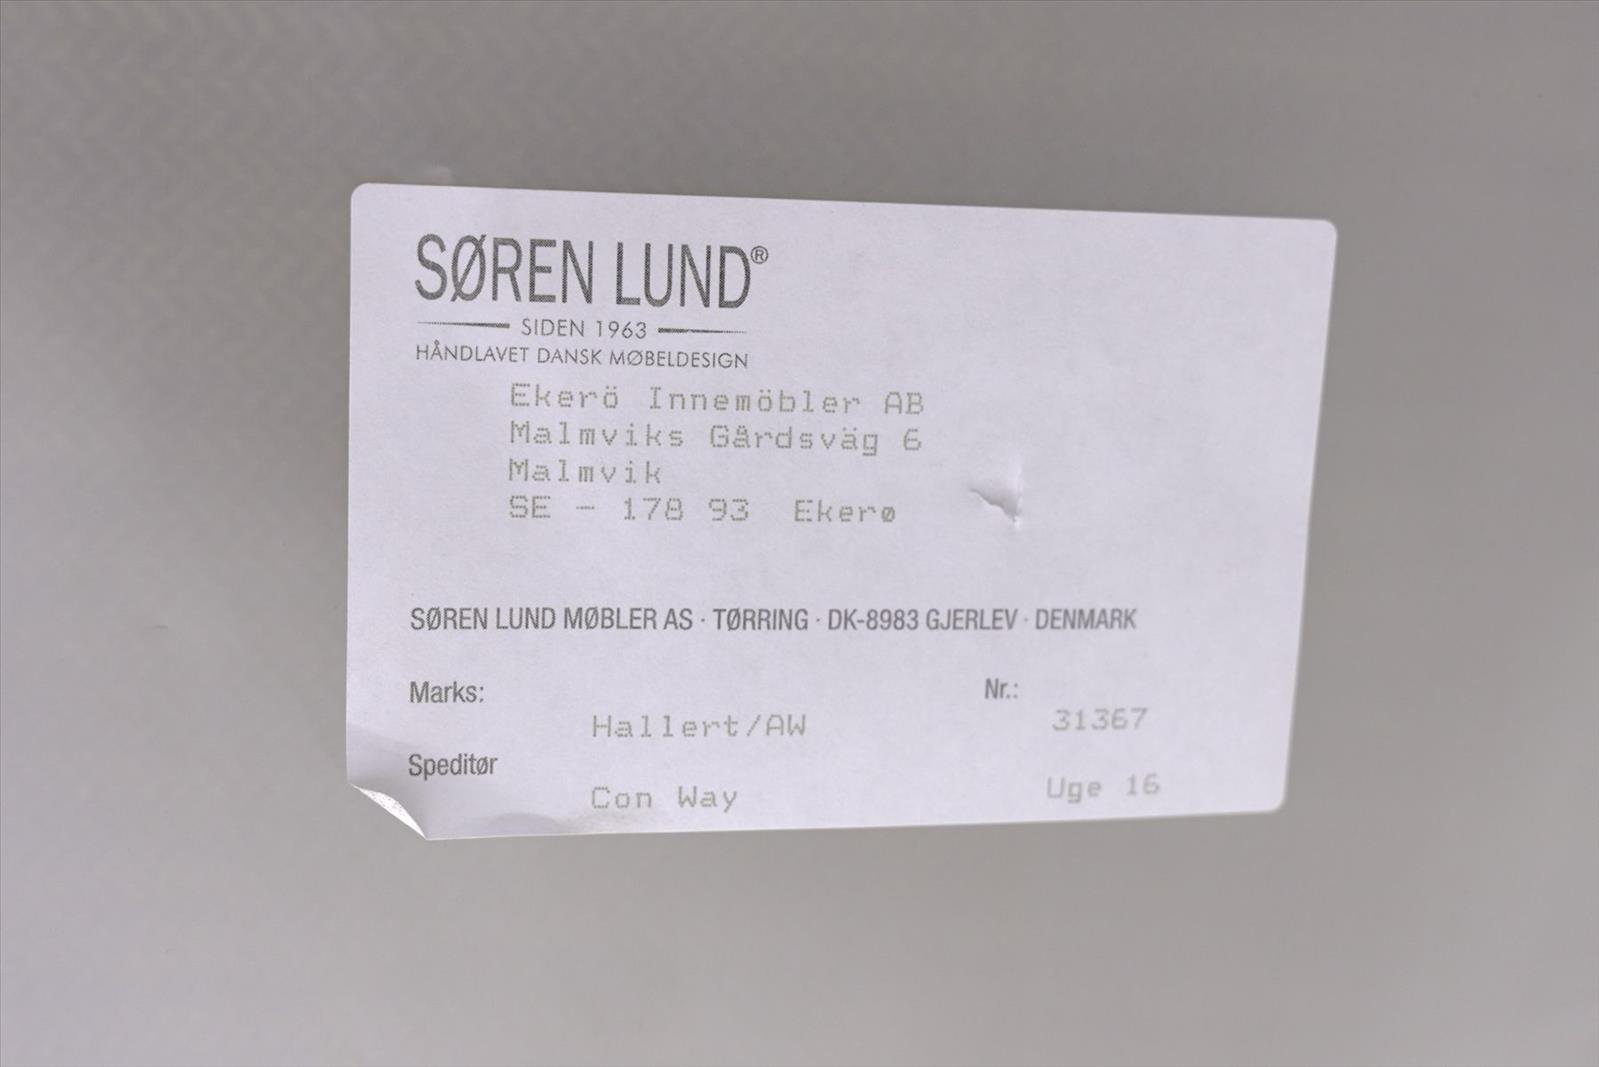 SØREN LUND®
SIDEN 1963
HÅNDLAVET DANSK MØBELDESIGN
Ekerö Innemöbler AB
Malmviks Gårdsväg 6
Malmvik
SE - 178 93 Ekerø
SØREN LUND MØBLER AS · TØRRING · DK-8983 GJERLEV · DENMARK
Marks: Nr.:
Hallert/AW 31367
Speditør
Con Way Uge 16